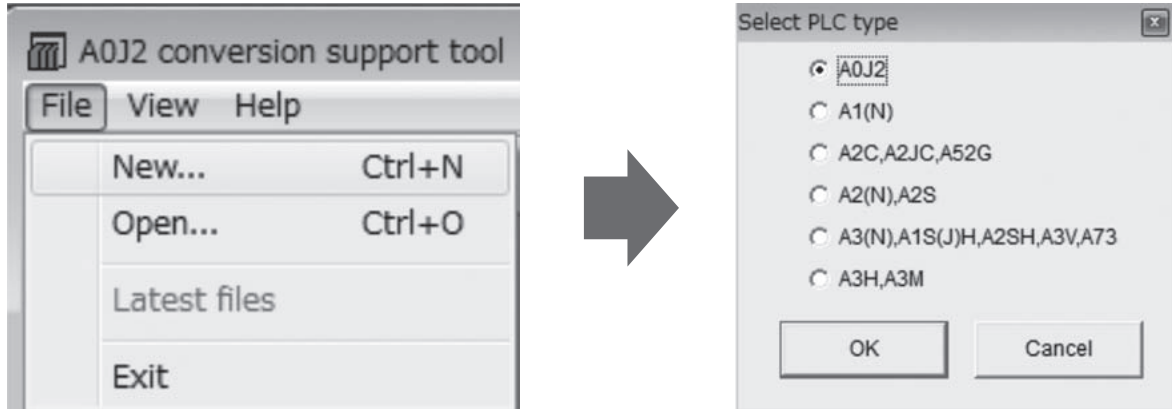 A0J2 conversion support tool
File View Help
New... Ctrl+N
Open... Ctrl+O
Latest files
Exit
Select PLC type
A0J2
A1(N)
A2C,A2JC,A52G
A2(N),A2S
A3(N),A1S(J)H,A2SH,A3V,A73
A3H,A3M
OK Cancel